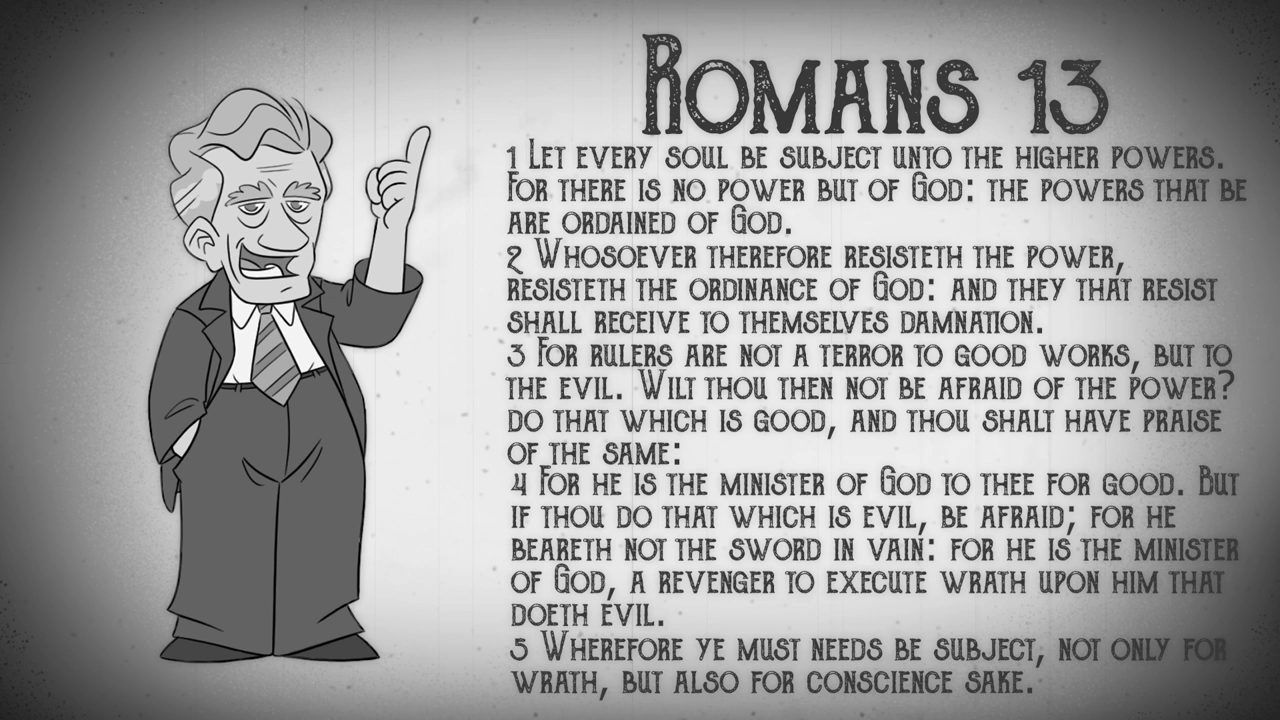 Romans 13
1 Let every soul be subject unto the higher powers.
For there is no power but of God: the powers that be
are ordained of God.
2 Whosoever therefore resisteth the power,
resisteth the ordinance of God: and they that resist
shall receive to themselves damnation.
3 For rulers are not a terror to good works, but to
the evil. Wilt thou then not be afraid of the power?
do that which is good, and thou shalt have praise
of the same:
4 For he is the minister of God to thee for good. But
if thou do that which is evil, be afraid; for he
beareth not the sword in vain: for he is the minister
of God, a revenger to execute wrath upon him that
doeth evil.
5 Wherefore ye must needs be subject, not only for
wrath, but also for conscience sake.